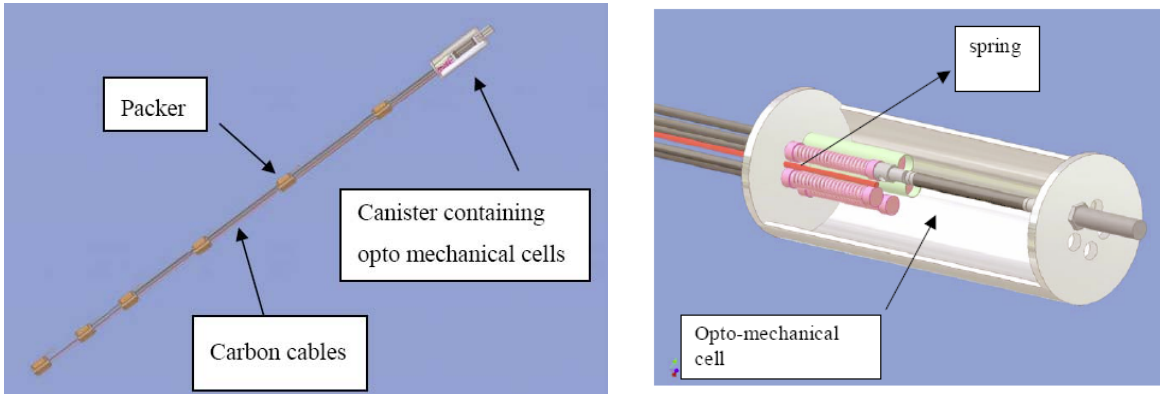 Packer
Canister containing
opto mechanical cells
Carbon cables
spring
Opto-mechanical
cell